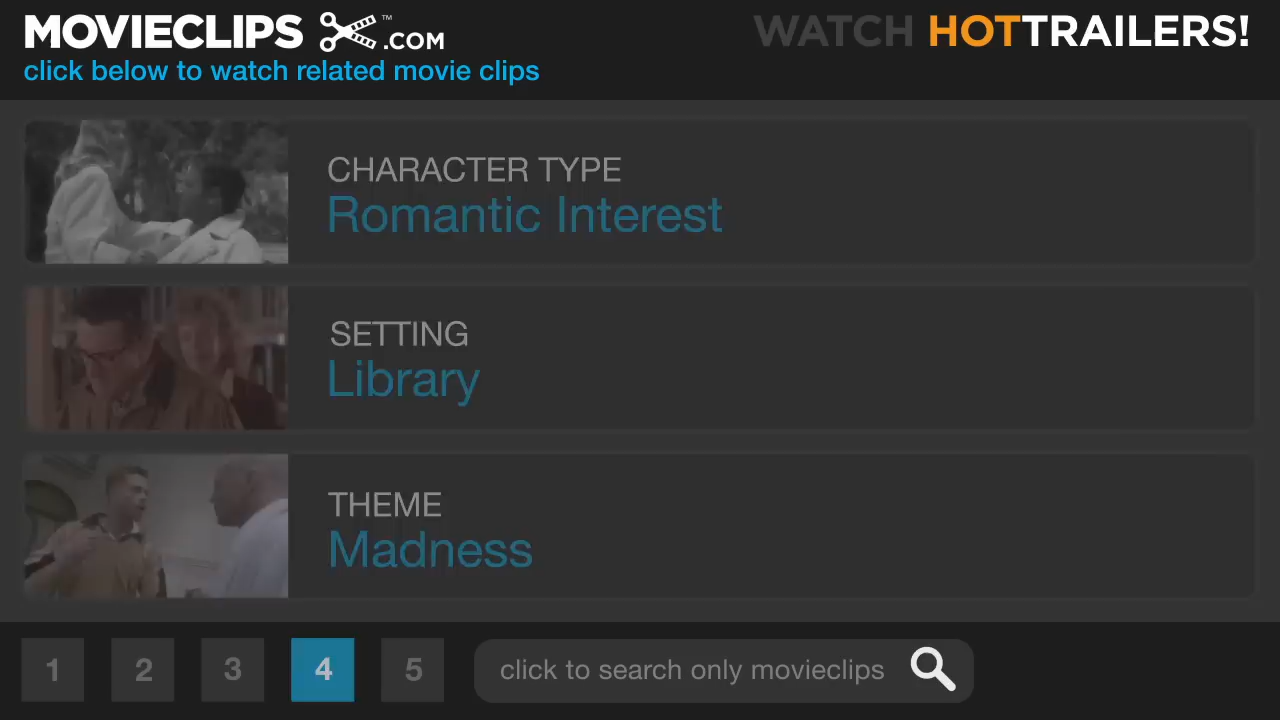 MOVIECLIPS ™ .COM
WATCH HOTTRAILERS!
click below to watch related movie clips
CHARACTER TYPE
Romantic Interest
SETTING
Library
THEME
Madness
1 2 3 4 5 click to search only movieclips